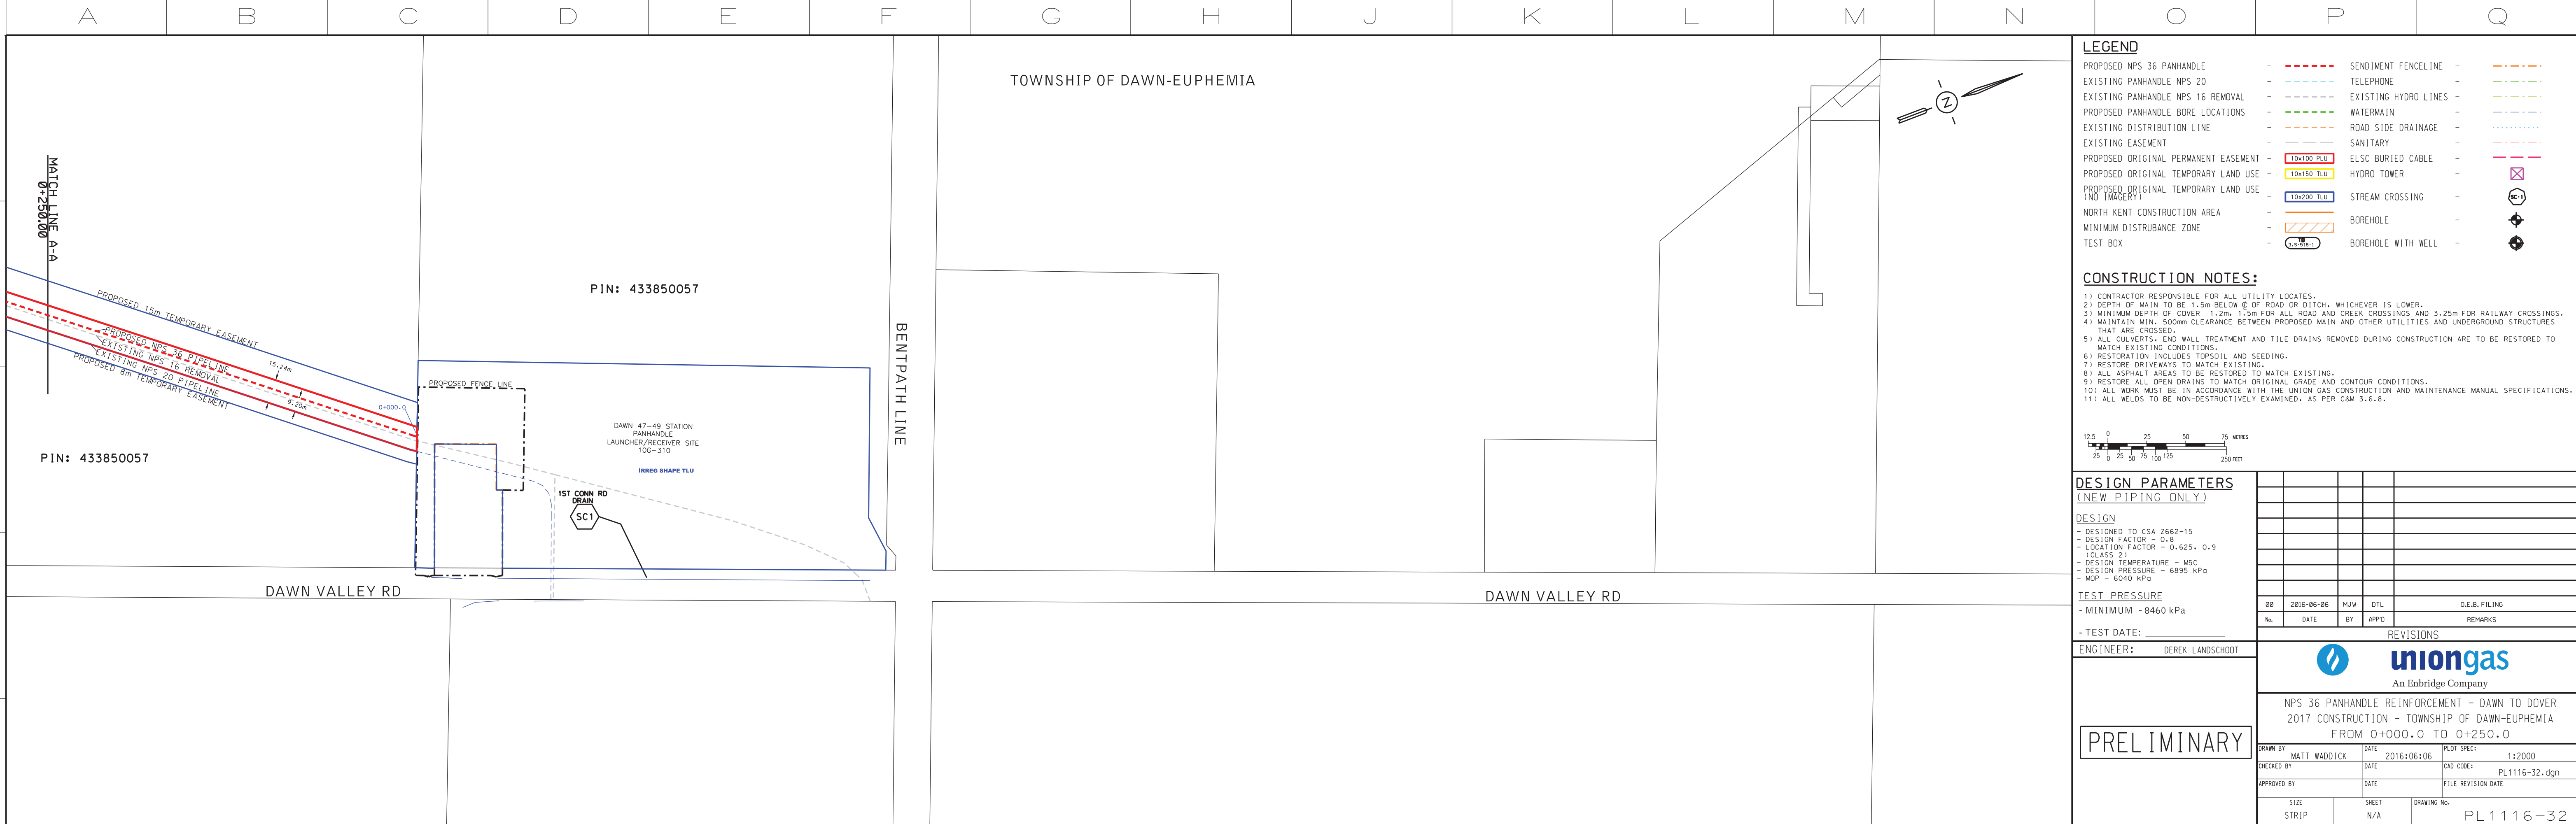 A B C D E F G H J K L M N O P Q
TOWNSHIP OF DAWN-EUPHEMIA
Z
MATCH LINE A-A
0+250.00
PROPOSED 15m TEMPORARY EASEMENT
PROPOSED NPS 36 PIPELINE
EXISTING NPS 16 REMOVAL
EXISTING NPS 20 PIPELINE
PROPOSED 8m TEMPORARY EASEMENT
15.24m
9.20m
0+000.0
PIN: 433850057
PIN: 433850057
PROPOSED FENCE LINE
DAWN 47-49 STATION
PANHANDLE
LAUNCHER/RECEIVER SITE
10G-310
IRREG SHAPE TLU
1ST CONN RD
DRAIN
SC1
BENTPATH LINE
DAWN VALLEY RD
DAWN VALLEY RD
LEGEND
PROPOSED NPS 36 PANHANDLE -
EXISTING PANHANDLE NPS 20 -
EXISTING PANHANDLE NPS 16 REMOVAL -
PROPOSED PANHANDLE BORE LOCATIONS -
EXISTING DISTRIBUTION LINE -
EXISTING EASEMENT -
PROPOSED ORIGINAL PERMANENT EASEMENT - 10x100 PLU
PROPOSED ORIGINAL TEMPORARY LAND USE - 10x150 TLU
PROPOSED ORIGINAL TEMPORARY LAND USE
(NO IMAGERY) - 10x200 TLU
NORTH KENT CONSTRUCTION AREA -
MINIMUM DISTRUBANCE ZONE -
TEST BOX - TB
3.5-518-1
SENDIMENT FENCELINE -
TELEPHONE -
EXISTING HYDRO LINES -
WATERMAIN -
ROAD SIDE DRAINAGE -
SANITARY -
ELSC BURIED CABLE -
HYDRO TOWER -
STREAM CROSSING - SC-1
BOREHOLE -
BOREHOLE WITH WELL -
CONSTRUCTION NOTES:
1) CONTRACTOR RESPONSIBLE FOR ALL UTILITY LOCATES.
2) DEPTH OF MAIN TO BE 1.5m BELOW ℄ OF ROAD OR DITCH, WHICHEVER IS LOWER.
3) MINIMUM DEPTH OF COVER 1.2m, 1.5m FOR ALL ROAD AND CREEK CROSSINGS AND 3.25m FOR RAILWAY CROSSINGS.
4) MAINTAIN MIN. 500mm CLEARANCE BETWEEN PROPOSED MAIN AND OTHER UTILITIES AND UNDERGROUND STRUCTURES
THAT ARE CROSSED.
5) ALL CULVERTS, END WALL TREATMENT AND TILE DRAINS REMOVED DURING CONSTRUCTION ARE TO BE RESTORED TO
MATCH EXISTING CONDITIONS.
6) RESTORATION INCLUDES TOPSOIL AND SEEDING.
7) RESTORE DRIVEWAYS TO MATCH EXISTING.
8) ALL ASPHALT AREAS TO BE RESTORED TO MATCH EXISTING.
9) RESTORE ALL OPEN DRAINS TO MATCH ORIGINAL GRADE AND CONTOUR CONDITIONS.
10) ALL WORK MUST BE IN ACCORDANCE WITH THE UNION GAS CONSTRUCTION AND MAINTENANCE MANUAL SPECIFICATIONS.
11) ALL WELDS TO BE NON-DESTRUCTIVELY EXAMINED, AS PER C&M 3.6.8.
12.5 0 25 50 75 METRES
25 0 25 50 75 100 125 250 FEET
DESIGN PARAMETERS
(NEW PIPING ONLY)
DESIGN
- DESIGNED TO CSA Z662-15
- DESIGN FACTOR - 0.8
- LOCATION FACTOR - 0.625, 0.9
(CLASS 2)
- DESIGN TEMPERATURE - M5C
- DESIGN PRESSURE - 6895 kPa
- MOP - 6040 kPa
TEST PRESSURE
- MINIMUM - 8460 kPa
- TEST DATE:
ENGINEER: DEREK LANDSCHOOT
PRELIMINARY
00 2016-06-06 MJW DTL O.E.B. FILING
No. DATE BY APP'D REMARKS
REVISIONS
uniongas
An Enbridge Company
NPS 36 PANHANDLE REINFORCEMENT - DAWN TO DOVER
2017 CONSTRUCTION - TOWNSHIP OF DAWN-EUPHEMIA
FROM 0+000.0 TO 0+250.0
DRAWN BY MATT WADDICK DATE 2016:06:06 PLOT SPEC: 1:2000
CHECKED BY DATE CAD CODE: PL1116-32.dgn
APPROVED BY DATE FILE REVISION DATE
SIZE STRIP SHEET N/A DRAWING No. PL1116-32